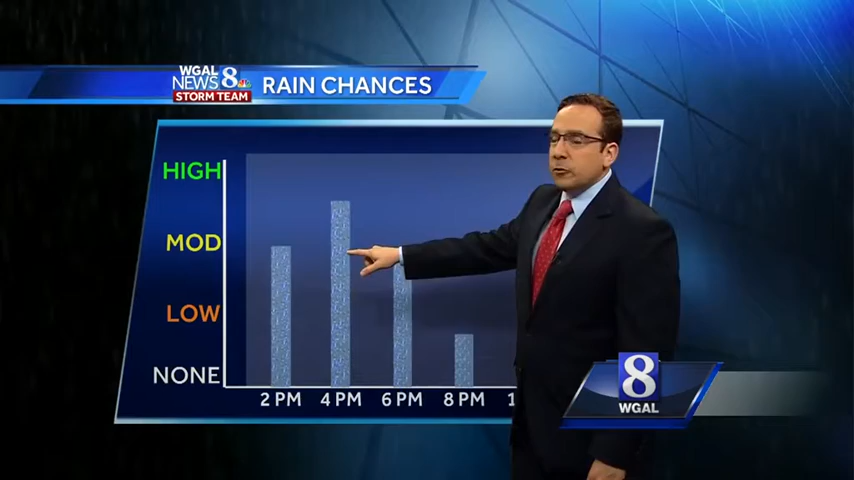 WGAL
NEWS 8
STORM TEAM
RAIN CHANCES
HIGH
MOD
LOW
NONE
2 PM 4 PM 6 PM 8 PM 1
8
WGAL